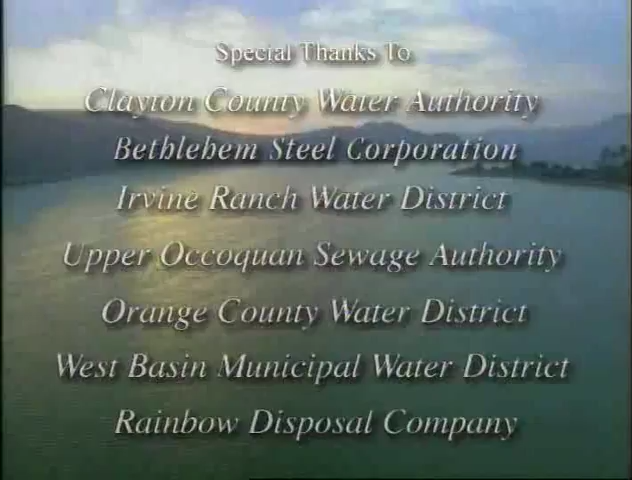 Special Thanks To
Clayton County Water Authority
Bethlehem Steel Corporation
Irvine Ranch Water District
Upper Occoquan Sewage Authority
Orange County Water District
West Basin Municipal Water District
Rainbow Disposal Company